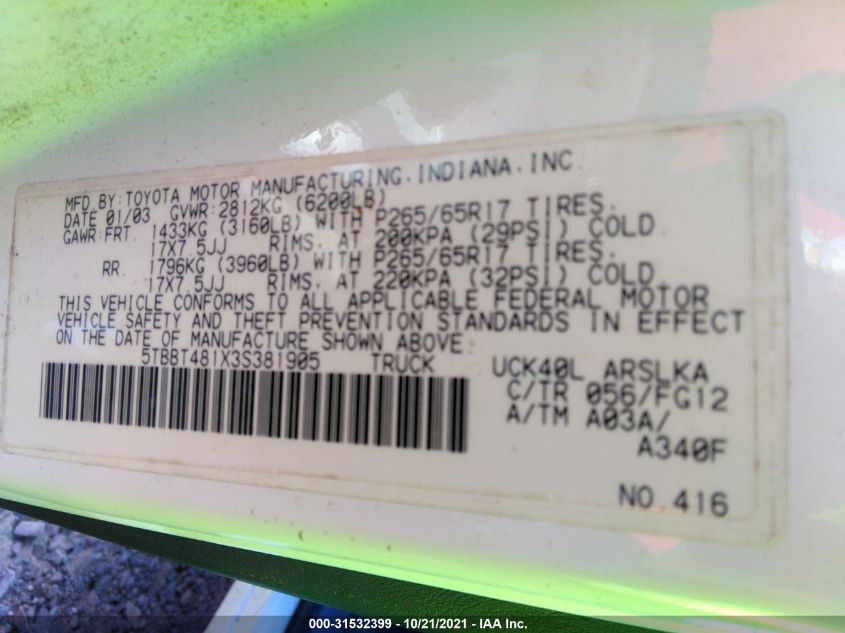 MFD.BY:TOYOTA MOTOR MANUFACTURING.INDIANA.INC
DATE 01/03 GVWR:2812KG (6200LB)
GAWR:FRT 1433KG (3160LB) WITH P265/65R17 TIRES.
17X7.5JJ RIMS. AT 200KPA (29PSI) COLD
RR. 1796KG (3960LB) WITH P265/65R17 TIRES.
17X7.5JJ RIMS. AT 220KPA (32PSI) COLD
THIS VEHICLE CONFORMS TO ALL APPLICABLE FEDERAL MOTOR
VEHICLE SAFETY AND THEFT PREVENTION STANDARDS IN EFFECT
ON THE DATE OF MANUFACTURE SHOWN ABOVE.
5TBBT481X3S381905 TRUCK
UCK40L ARSLKA
C/TR 056/FG12
A/TM A03A/
A340F
NO.416
000-31532399 - 10/21/2021 - IAA Inc.